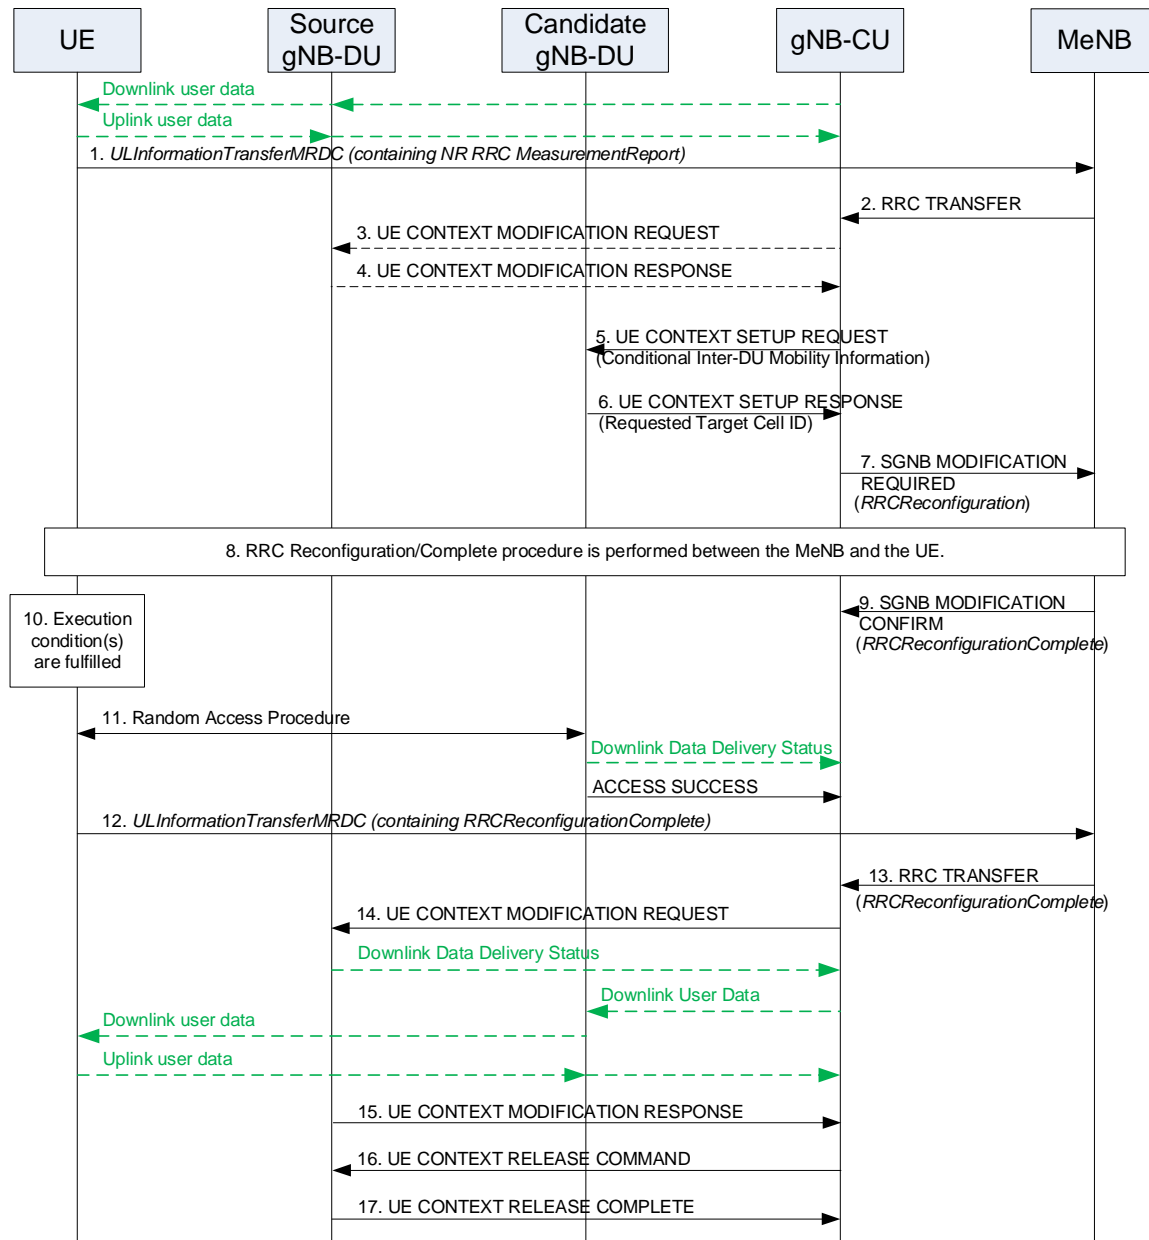 UE
Source
gNB-DU
Candidate
gNB-DU
gNB-CU
MeNB
Downlink user data
Uplink user data
1. ULInformationTransferMRDC (containing NR RRC MeasurementReport)
2. RRC TRANSFER
3. UE CONTEXT MODIFICATION REQUEST
4. UE CONTEXT MODIFICATION RESPONSE
5. UE CONTEXT SETUP REQUEST
(Conditional Inter-DU Mobility Information)
6. UE CONTEXT SETUP RESPONSE
(Requested Target Cell ID)
7. SGNB MODIFICATION
REQUIRED
(RRCReconfiguration)
8. RRC Reconfiguration/Complete procedure is performed between the MeNB and the UE.
9. SGNB MODIFICATION
CONFIRM
(RRCReconfigurationComplete)
10. Execution
condition(s)
are fulfilled
11. Random Access Procedure
Downlink Data Delivery Status
ACCESS SUCCESS
12. ULInformationTransferMRDC (containing RRCReconfigurationComplete)
13. RRC TRANSFER
(RRCReconfigurationComplete)
14. UE CONTEXT MODIFICATION REQUEST
Downlink Data Delivery Status
Downlink User Data
Downlink user data
Uplink user data
15. UE CONTEXT MODIFICATION RESPONSE
16. UE CONTEXT RELEASE COMMAND
17. UE CONTEXT RELEASE COMPLETE